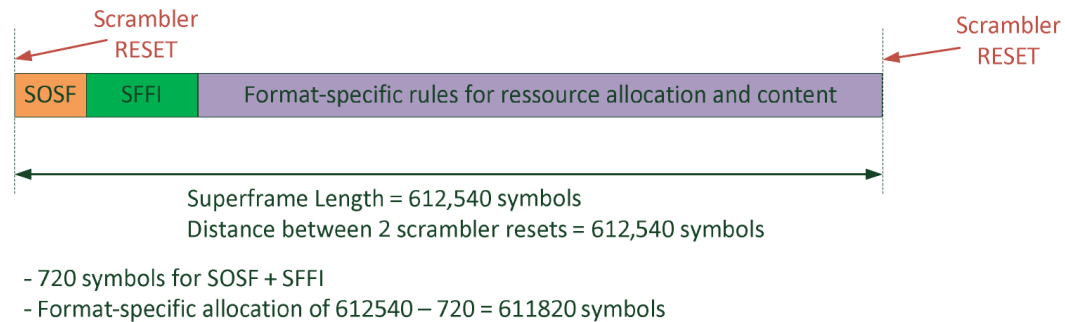 Scrambler
RESET
Scrambler
RESET
SOSF
SFFI
Format-specific rules for ressource allocation and content
Superframe Length = 612,540 symbols
Distance between 2 scrambler resets = 612,540 symbols
- 720 symbols for SOSF + SFFI
- Format-specific allocation of 612540 – 720 = 611820 symbols